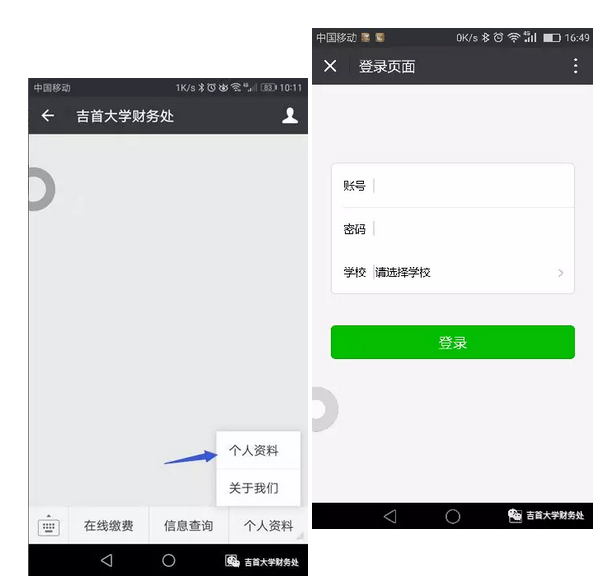 中国移动
1K/s
83
10:11
吉首大学财务处
个人资料
关于我们
在线缴费
信息查询
个人资料
吉首大学财务处
中国移动
0K/s
4G
16:49
登录页面
账号
密码
学校 请选择学校
登录
吉首大学财务处